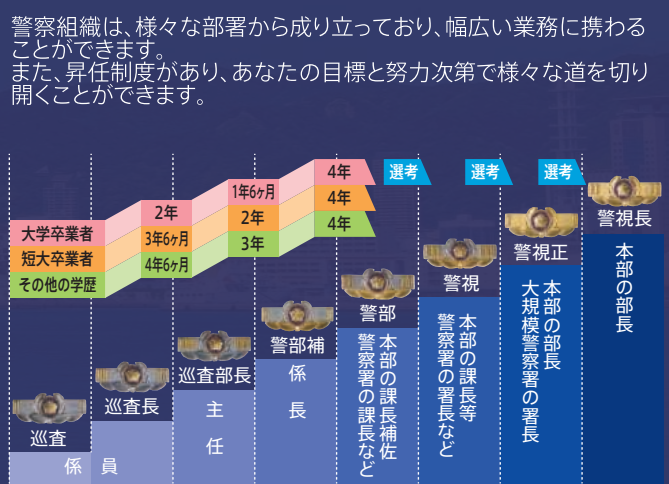 警察組織は、様々な部署から成り立っており、幅広い業務に携わる
ことができます。
また、昇任制度があり、あなたの目標と努力次第で様々な道を切り
開くことができます。
大学卒業者
2年
1年6ヶ月
4年
短大卒業者
3年6ヶ月
2年
4年
その他の学歴
4年6ヶ月
3年
4年
選考
選考
選考
巡査
巡査長
係員
巡査部長
主任
警部補
係長
警部
本部の課長補佐
警察署の課長など
警視
本部の課長等
警察署の署長など
警視正
本部の部長
大規模警察署の署長
警視長
本部の部長